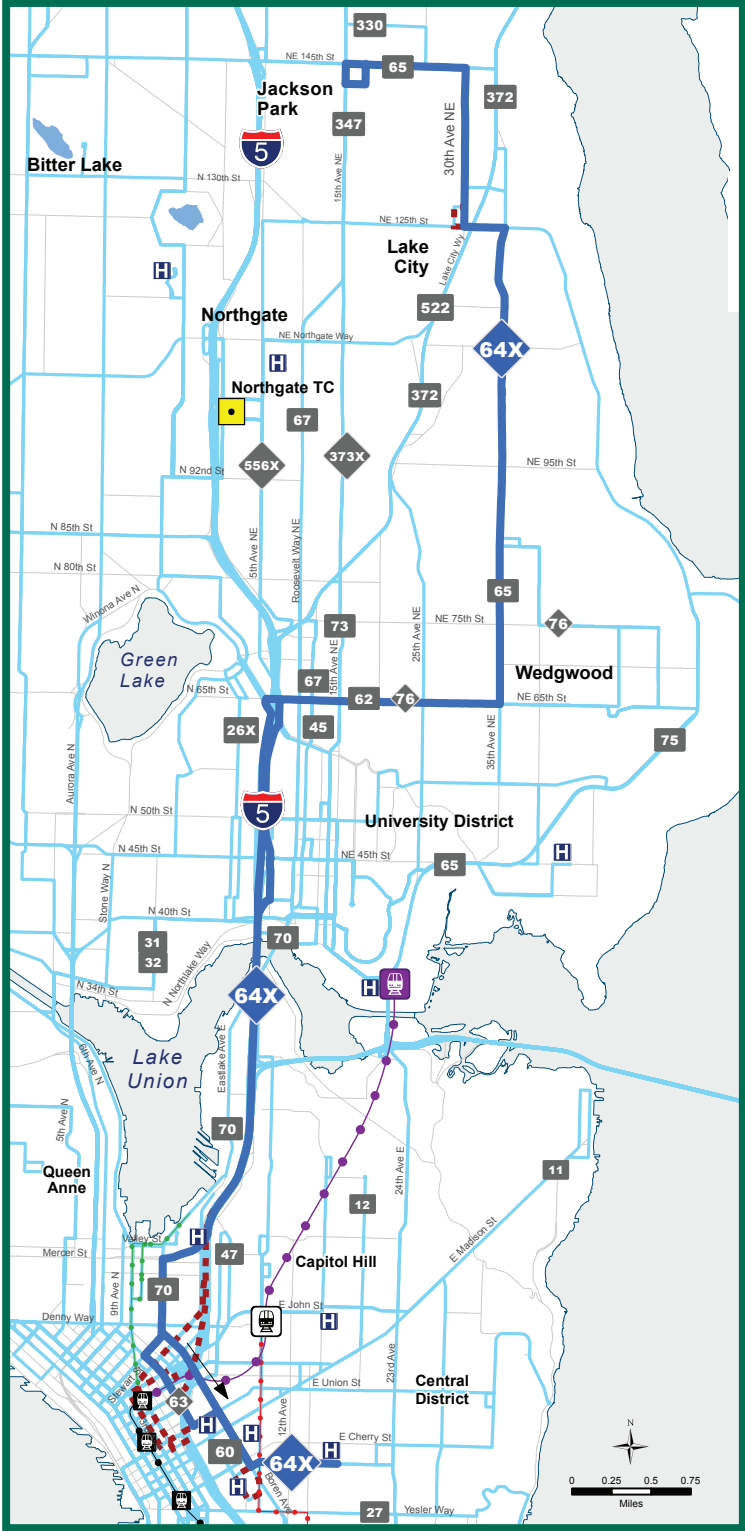 330
NE 145th St
65
Jackson
Park
372
347
5
30th Ave NE
15th Ave NE
Bitter Lake
N 130th St
NE 125th St
Lake
City
Lake City Wy
H
522
Northgate
NE Northgate Way
64X
H
Northgate TC
372
67
556X
373X
N 92nd St
NE 95th St
N 85th St
5th Ave NE
Roosevelt Way NE
N 80th St
Winona Ave N
65
73
25th Ave NE
NE 75th St
76
Green
Lake
15th Ave NE
Wedgwood
67
N 65th St
62
76
NE 65th St
26X
45
35th Ave NE
75
Aurora Ave N
5
N 50th St
University District
N 45th St
NE 45th St
65
H
Stone Way N
N 40th St
31
32
70
N Northlake Way
N 34th St
H
64X
6th Ave N
Lake
Union
Eastlake Ave E
5th Ave N
70
24th Ave E
Queen
Anne
11
12
E Madison St
Valley St
H
Mercer St
47
Capitol Hill
9th Ave N
70
E John St
Denny Way
H
23rd Ave
Stewart St
E Union St
Central
District
63
12th Ave
H
H
E Cherry St
60
H
64X
H
Boren Ave
27
Yesler Way
N
0 0.25 0.5 0.75
Miles